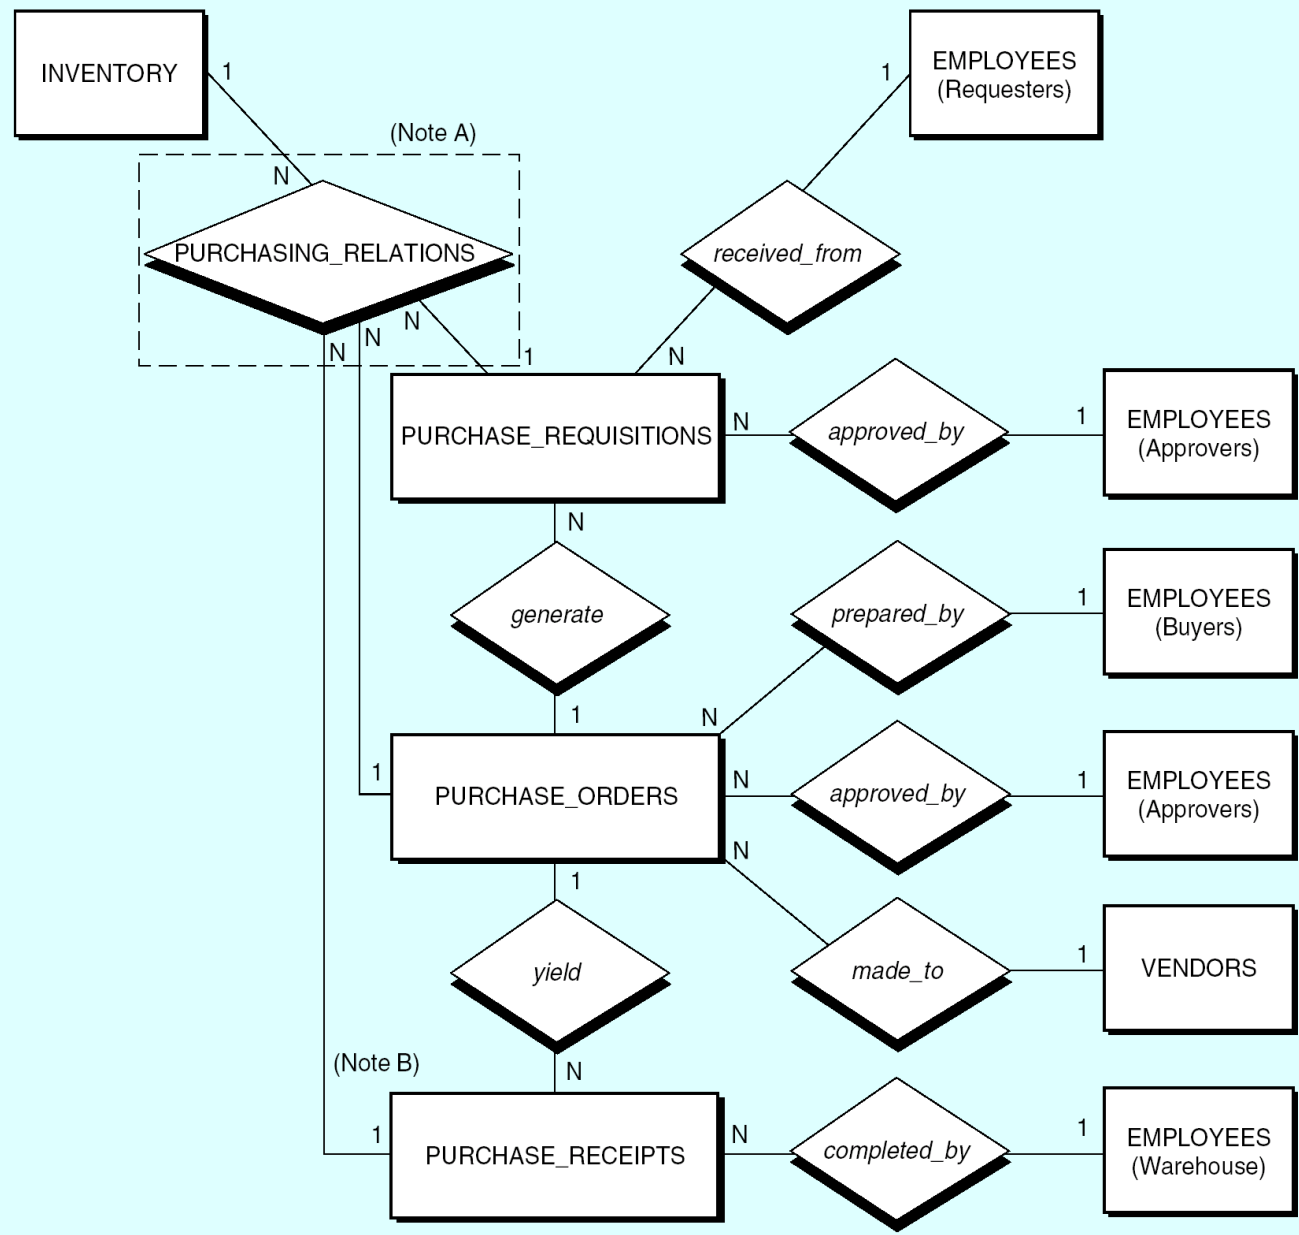 INVENTORY
1
EMPLOYEES
(Requesters)
1
(Note A)
N
PURCHASING_RELATIONS
received_from
N
N
N
1
N
PURCHASE_REQUISITIONS
N
approved_by
1
EMPLOYEES
(Approvers)
N
generate
1
prepared_by
1
EMPLOYEES
(Buyers)
N
1
PURCHASE_ORDERS
N
approved_by
1
EMPLOYEES
(Approvers)
N
1
yield
made_to
1
VENDORS
(Note B)
N
1
PURCHASE_RECEIPTS
N
completed_by
1
EMPLOYEES
(Warehouse)